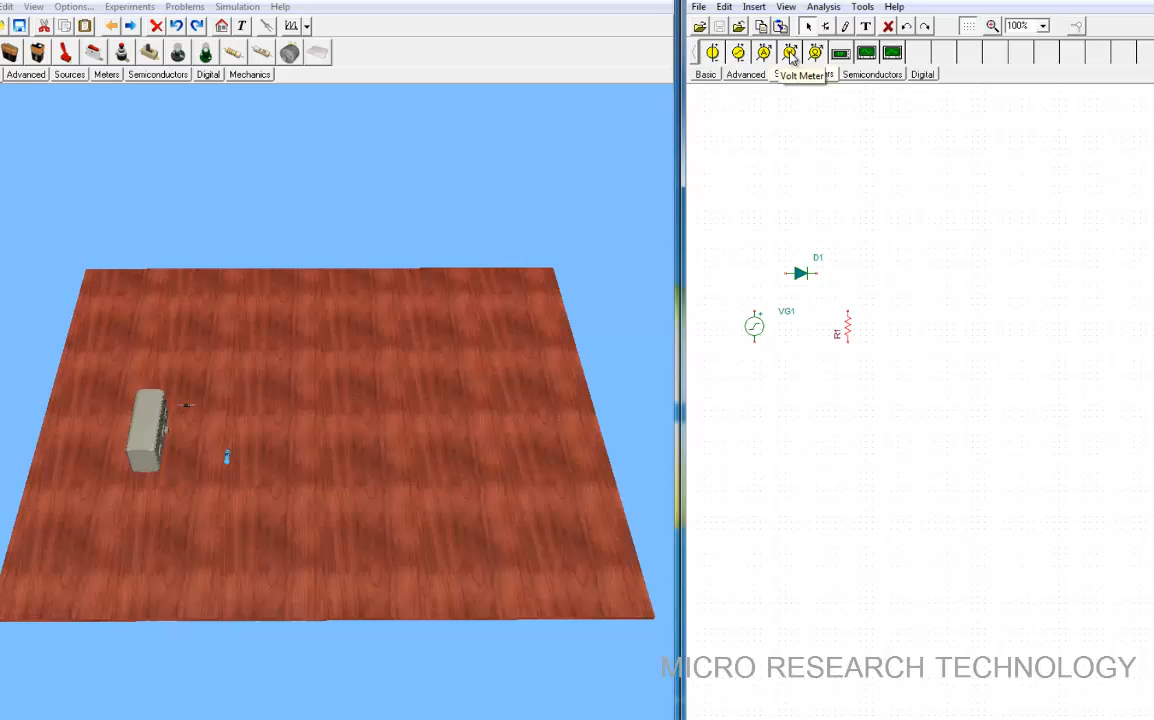 Edit View Options... Experiments Problems Simulation Help
File Edit Insert View Analysis Tools Help
T
T 100%
Advanced Sources Meters Semiconductors Digital Mechanics
Basic Advanced Semiconductors Digital
Volt Meter
D1
VG1
R1
MICRO RESEARCH TECHNOLOGY